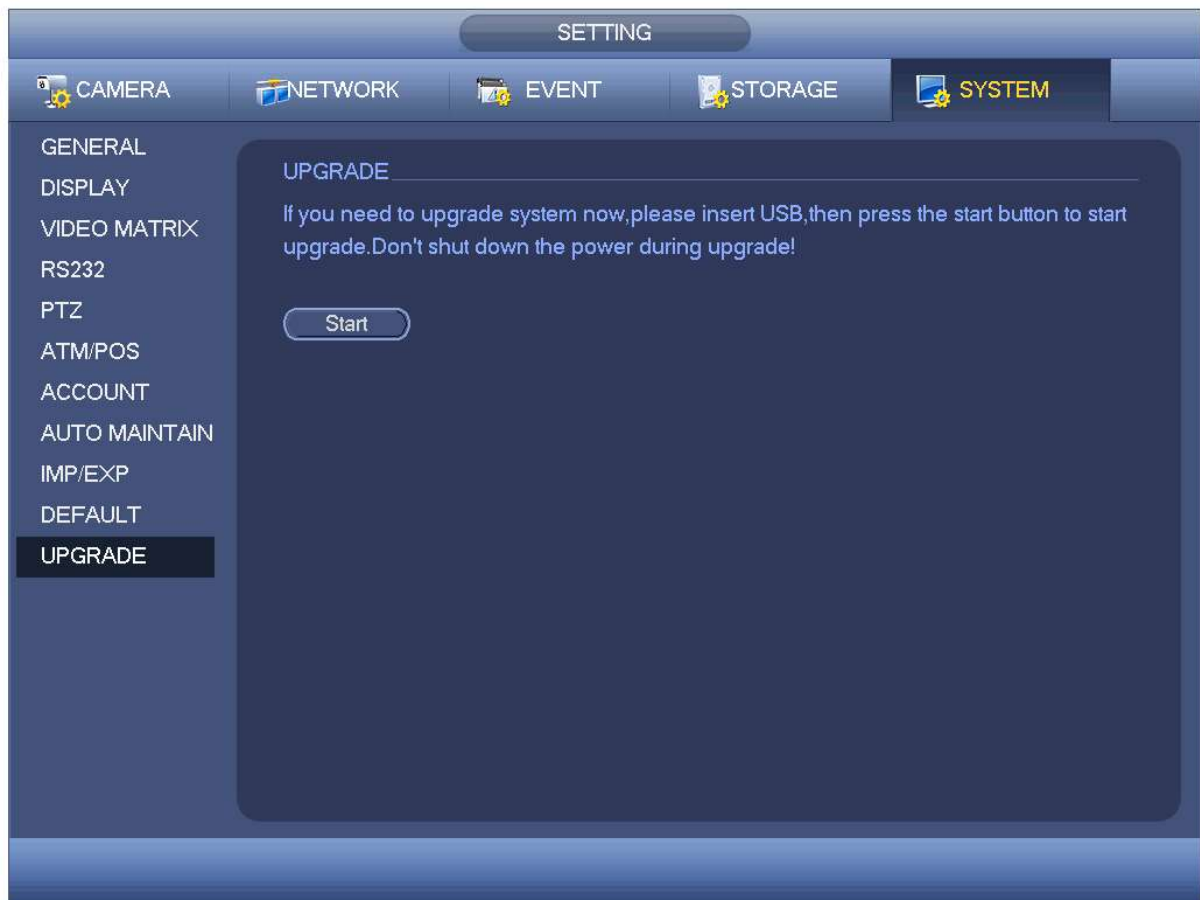 SETTING
CAMERA
NETWORK
EVENT
STORAGE
SYSTEM
GENERAL
DISPLAY
VIDEO MATRIX
RS232
PTZ
ATM/POS
ACCOUNT
AUTO MAINTAIN
IMP/EXP
DEFAULT
UPGRADE
UPGRADE
If you need to upgrade system now,please insert USB,then press the start button to start
upgrade.Don't shut down the power during upgrade!
Start